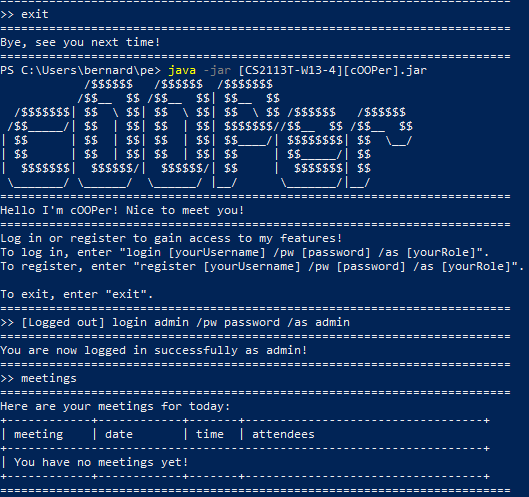 ============================================================
>> exit
============================================================
Bye, see you next time!
============================================================
PS C:\Users\bernard\pe> java -jar [CS2113T-W13-4][cOOPer].jar
            /$$$$$$   /$$$$$$  /$$$$$$$
           /$$__  $$ /$$__  $$| $$__  $$
  /$$$$$$$| $$  \ $$| $$  \ $$| $$  \ $$ /$$$$$$   /$$$$$$
 /$$_____/| $$  | $$| $$  | $$| $$$$$$$//$$__  $$ /$$__  $$
| $$      | $$  | $$| $$  | $$| $$____/| $$$$$$$$| $$  \__/
| $$      | $$  | $$| $$  | $$| $$     | $$_____/| $$
|  $$$$$$$|  $$$$$$/|  $$$$$$/| $$     |  $$$$$$$| $$
 \_______/ \______/  \______/ |__/      \_______/|__/
============================================================
Hello I'm cOOPer! Nice to meet you!
============================================================
Log in or register to gain access to my features!
To log in, enter "login [yourUsername] /pw [password] /as [yourRole]".
To register, enter "register [yourUsername] /pw [password] /as [yourRole]".
To exit, enter "exit".
============================================================
>> [Logged out] login admin /pw password /as admin
============================================================
You are now logged in successfully as admin!
============================================================
>> meetings
============================================================
Here are your meetings for today:
+------------+------------+-------+-----------------------------------+
| meeting    | date       | time  | attendees
+---------------------------------------------------------------------+
| You have no meetings yet!
+------------+------------+-------+-----------------------------------+
============================================================